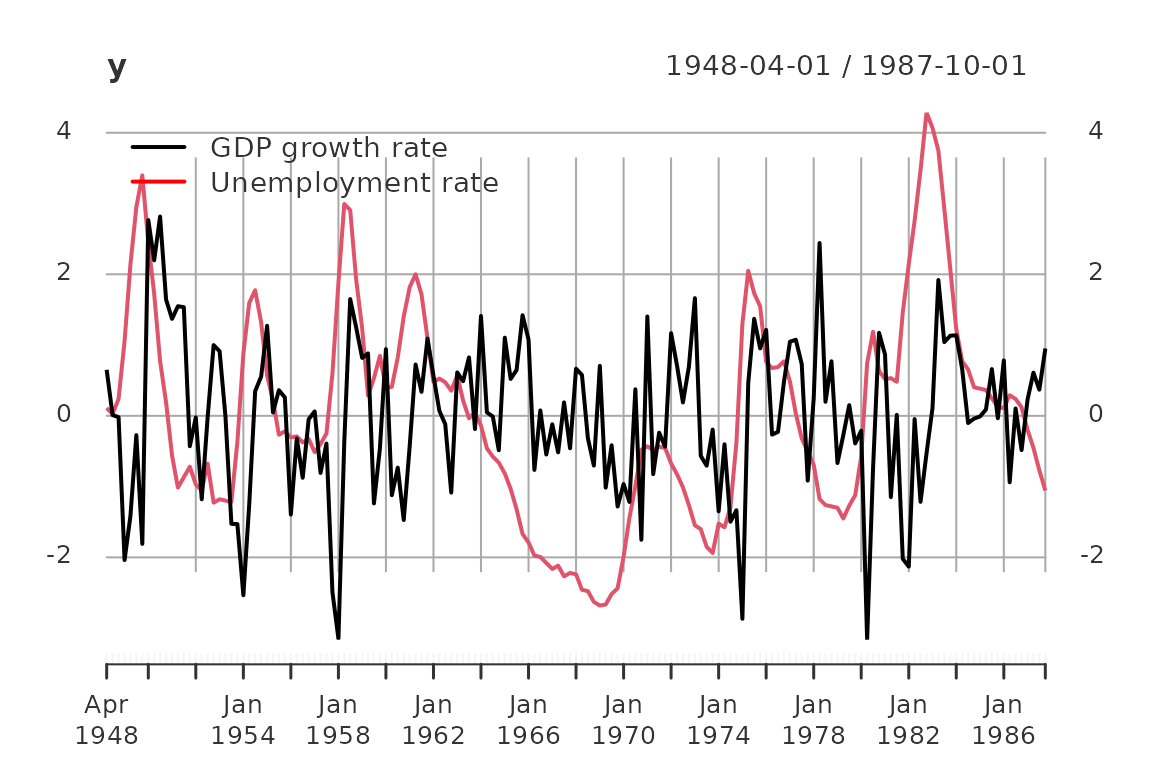 y 1948-04-01 / 1987-10-01
4 4
GDP growth rate
Unemployment rate
2 2
0 0
-2 -2
Apr Jan Jan Jan Jan Jan Jan Jan Jan Jan
1948 1954 1958 1962 1966 1970 1974 1978 1982 1986